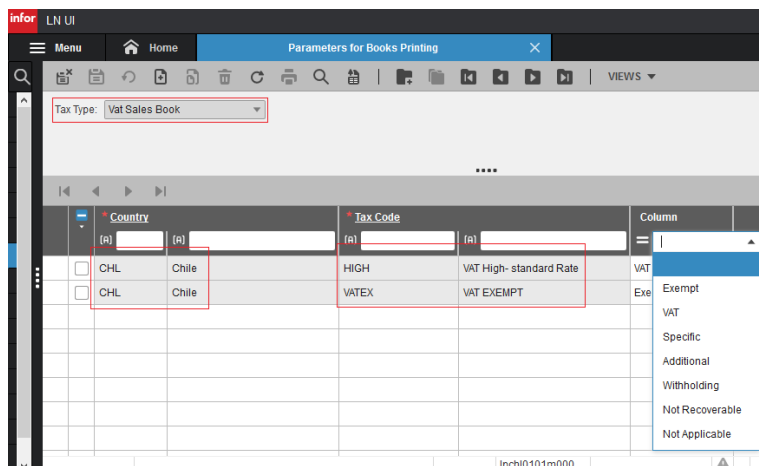 infor LN UI
Menu Home Parameters for Books Printing
VIEWS
Tax Type: Vat Sales Book
* Country * Tax Code Column
[A] [A] [A] [A] =
CHL Chile HIGH VAT High- standard Rate VAT
CHL Chile VATEX VAT EXEMPT Exe
Exempt
VAT
Specific
Additional
Withholding
Not Recoverable
Not Applicable
lpchl0101m000